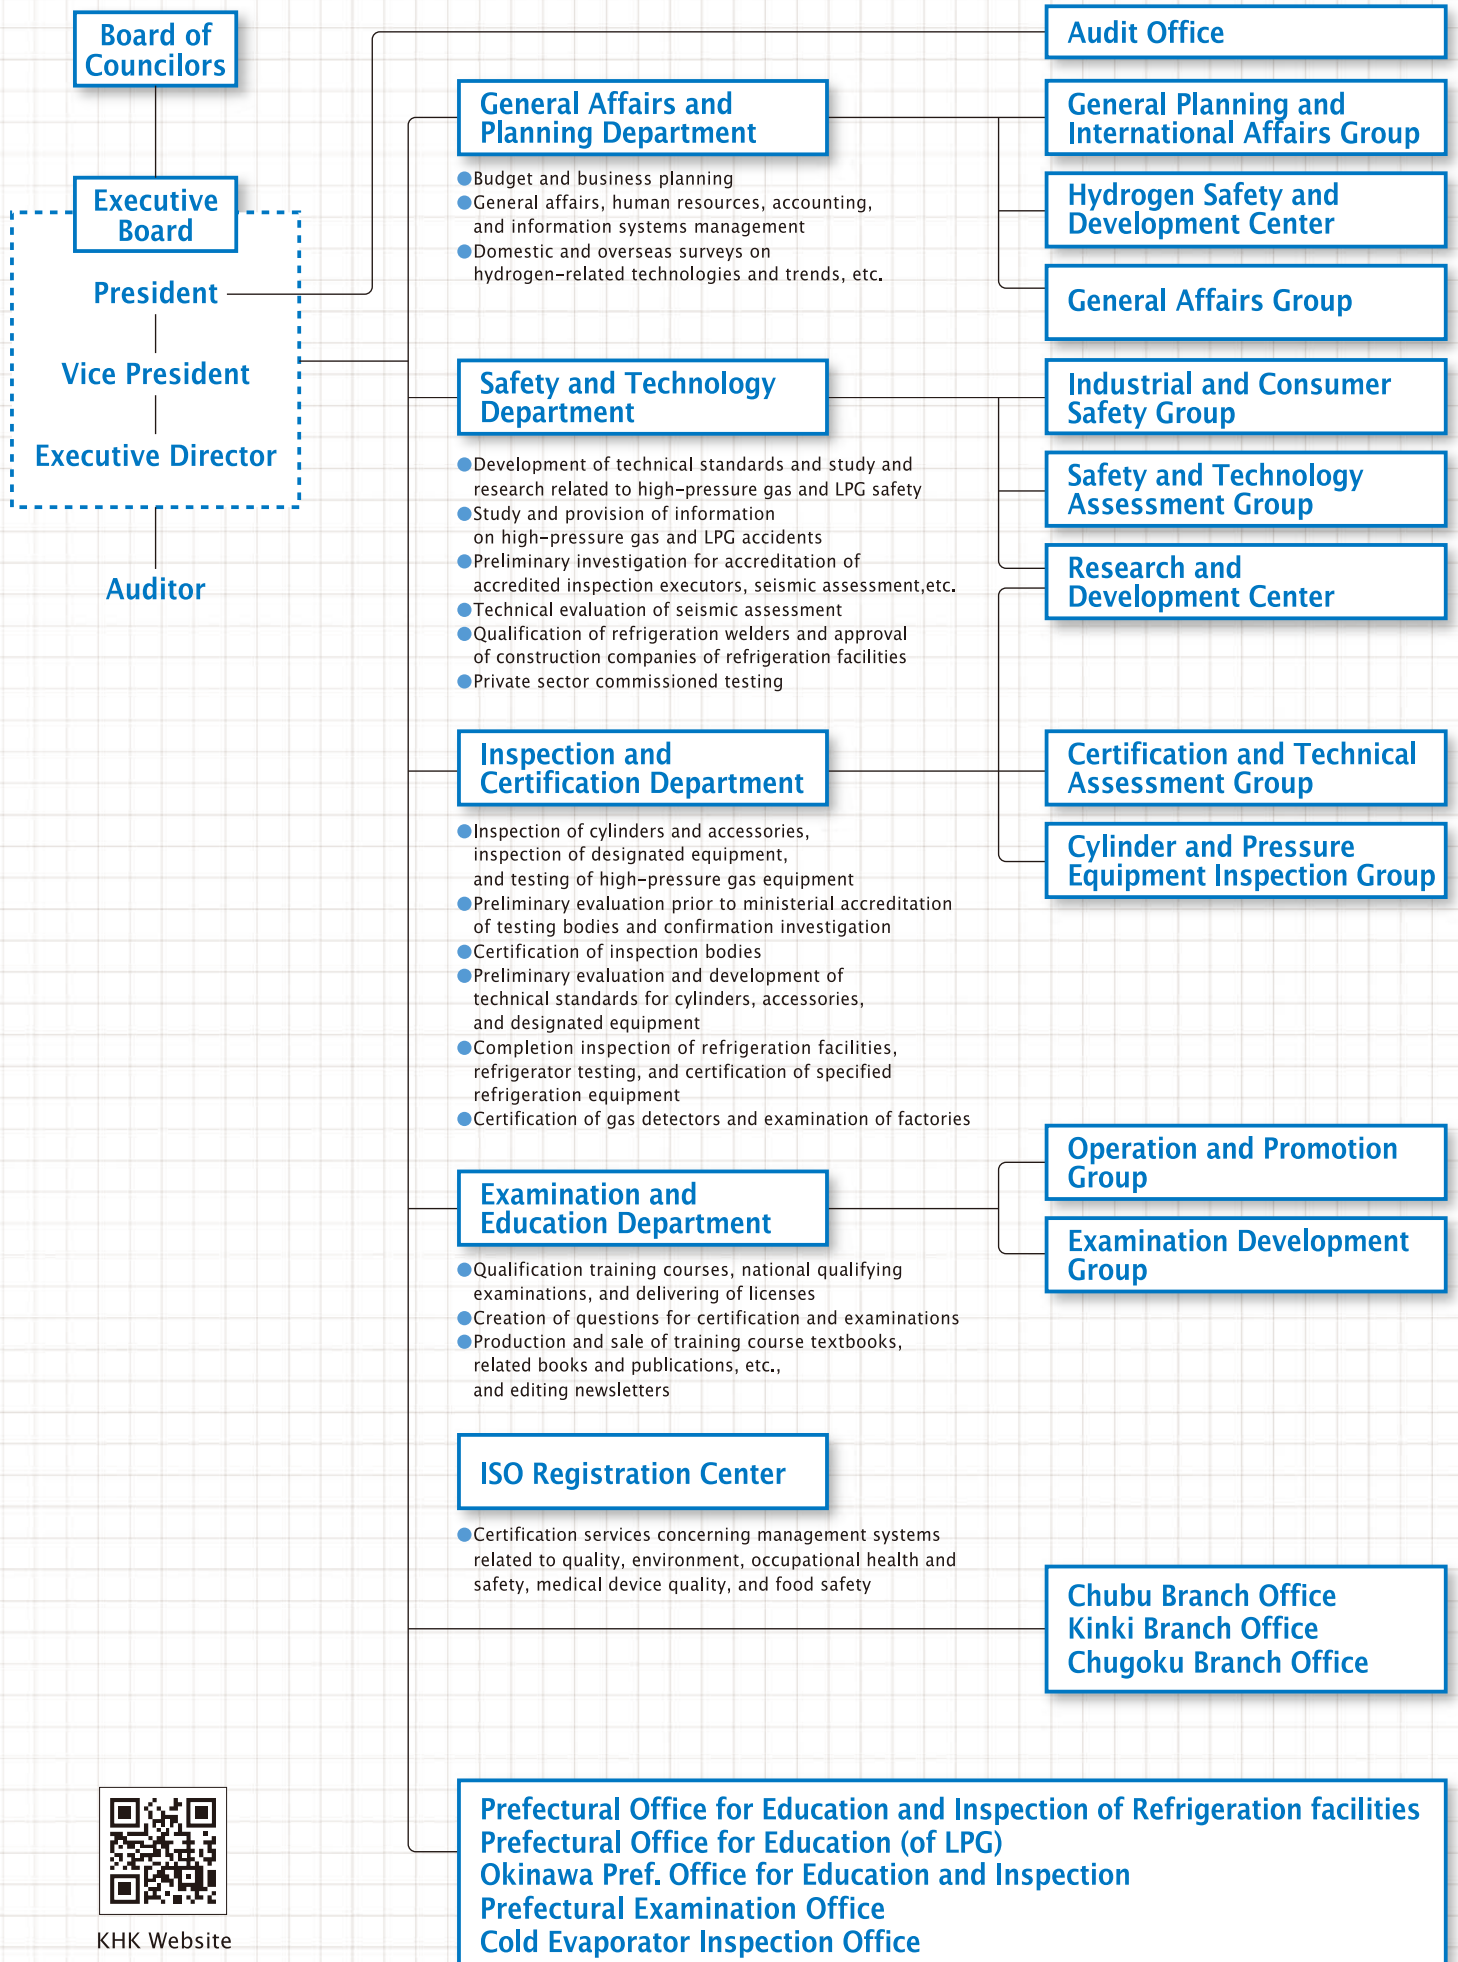 Board of
Councilors
Executive
Board
President
Vice President
Executive Director
Auditor
Audit Office
General Affairs and
Planning Department
●Budget and business planning
●General affairs, human resources, accounting,
and information systems management
●Domestic and overseas surveys on
hydrogen-related technologies and trends, etc.
General Planning and
International Affairs Group
Hydrogen Safety and
Development Center
General Affairs Group
Safety and Technology
Department
●Development of technical standards and study and
research related to high-pressure gas and LPG safety
●Study and provision of information
on high-pressure gas and LPG accidents
●Preliminary investigation for accreditation of
accredited inspection executors, seismic assessment,etc.
●Technical evaluation of seismic assessment
●Qualification of refrigeration welders and approval
of construction companies of refrigeration facilities
●Private sector commissioned testing
Industrial and Consumer
Safety Group
Safety and Technology
Assessment Group
Research and
Development Center
Inspection and
Certification Department
●Inspection of cylinders and accessories,
inspection of designated equipment,
and testing of high-pressure gas equipment
●Preliminary evaluation prior to ministerial accreditation
of testing bodies and confirmation investigation
●Certification of inspection bodies
●Preliminary evaluation and development of
technical standards for cylinders, accessories,
and designated equipment
●Completion inspection of refrigeration facilities,
refrigerator testing, and certification of specified
refrigeration equipment
●Certification of gas detectors and examination of factories
Certification and Technical
Assessment Group
Cylinder and Pressure
Equipment Inspection Group
Examination and
Education Department
●Qualification training courses, national qualifying
examinations, and delivering of licenses
●Creation of questions for certification and examinations
●Production and sale of training course textbooks,
related books and publications, etc.,
and editing newsletters
Operation and Promotion
Group
Examination Development
Group
ISO Registration Center
●Certification services concerning management systems
related to quality, environment, occupational health and
safety, medical device quality, and food safety
Chubu Branch Office
Kinki Branch Office
Chugoku Branch Office
Prefectural Office for Education and Inspection of Refrigeration facilities
Prefectural Office for Education (of LPG)
Okinawa Pref. Office for Education and Inspection
Prefectural Examination Office
Cold Evaporator Inspection Office
KHK Website